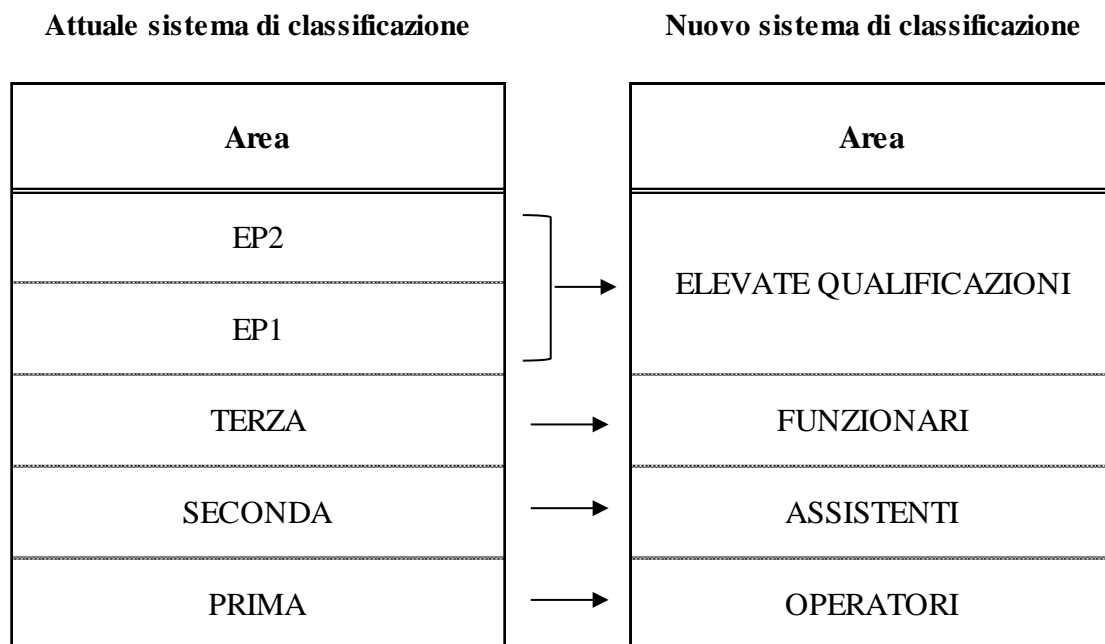 Attuale sistema di classificazione
Nuovo sistema di classificazione
Area
EP2
EP1
TERZA
SECONDA
PRIMA
Area
ELEVATE QUALIFICAZIONI
FUNZIONARI
ASSISTENTI
OPERATORI